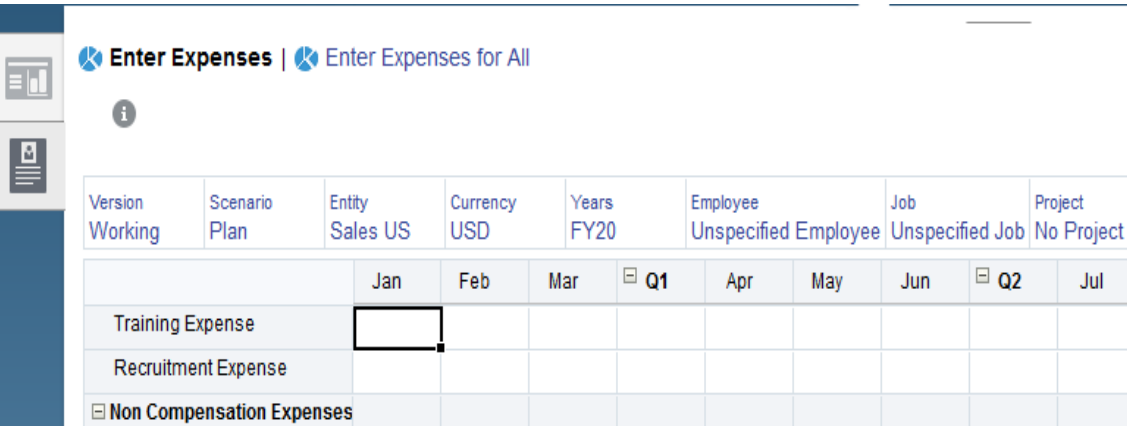 Enter Expenses | Enter Expenses for All
Version Scenario Entity Currency Years Employee Job Project
Working Plan Sales US USD FY20 Unspecified Employee Unspecified Job No Project
Jan Feb Mar Q1 Apr May Jun Q2 Jul
Training Expense
Recruitment Expense
Non Compensation Expenses